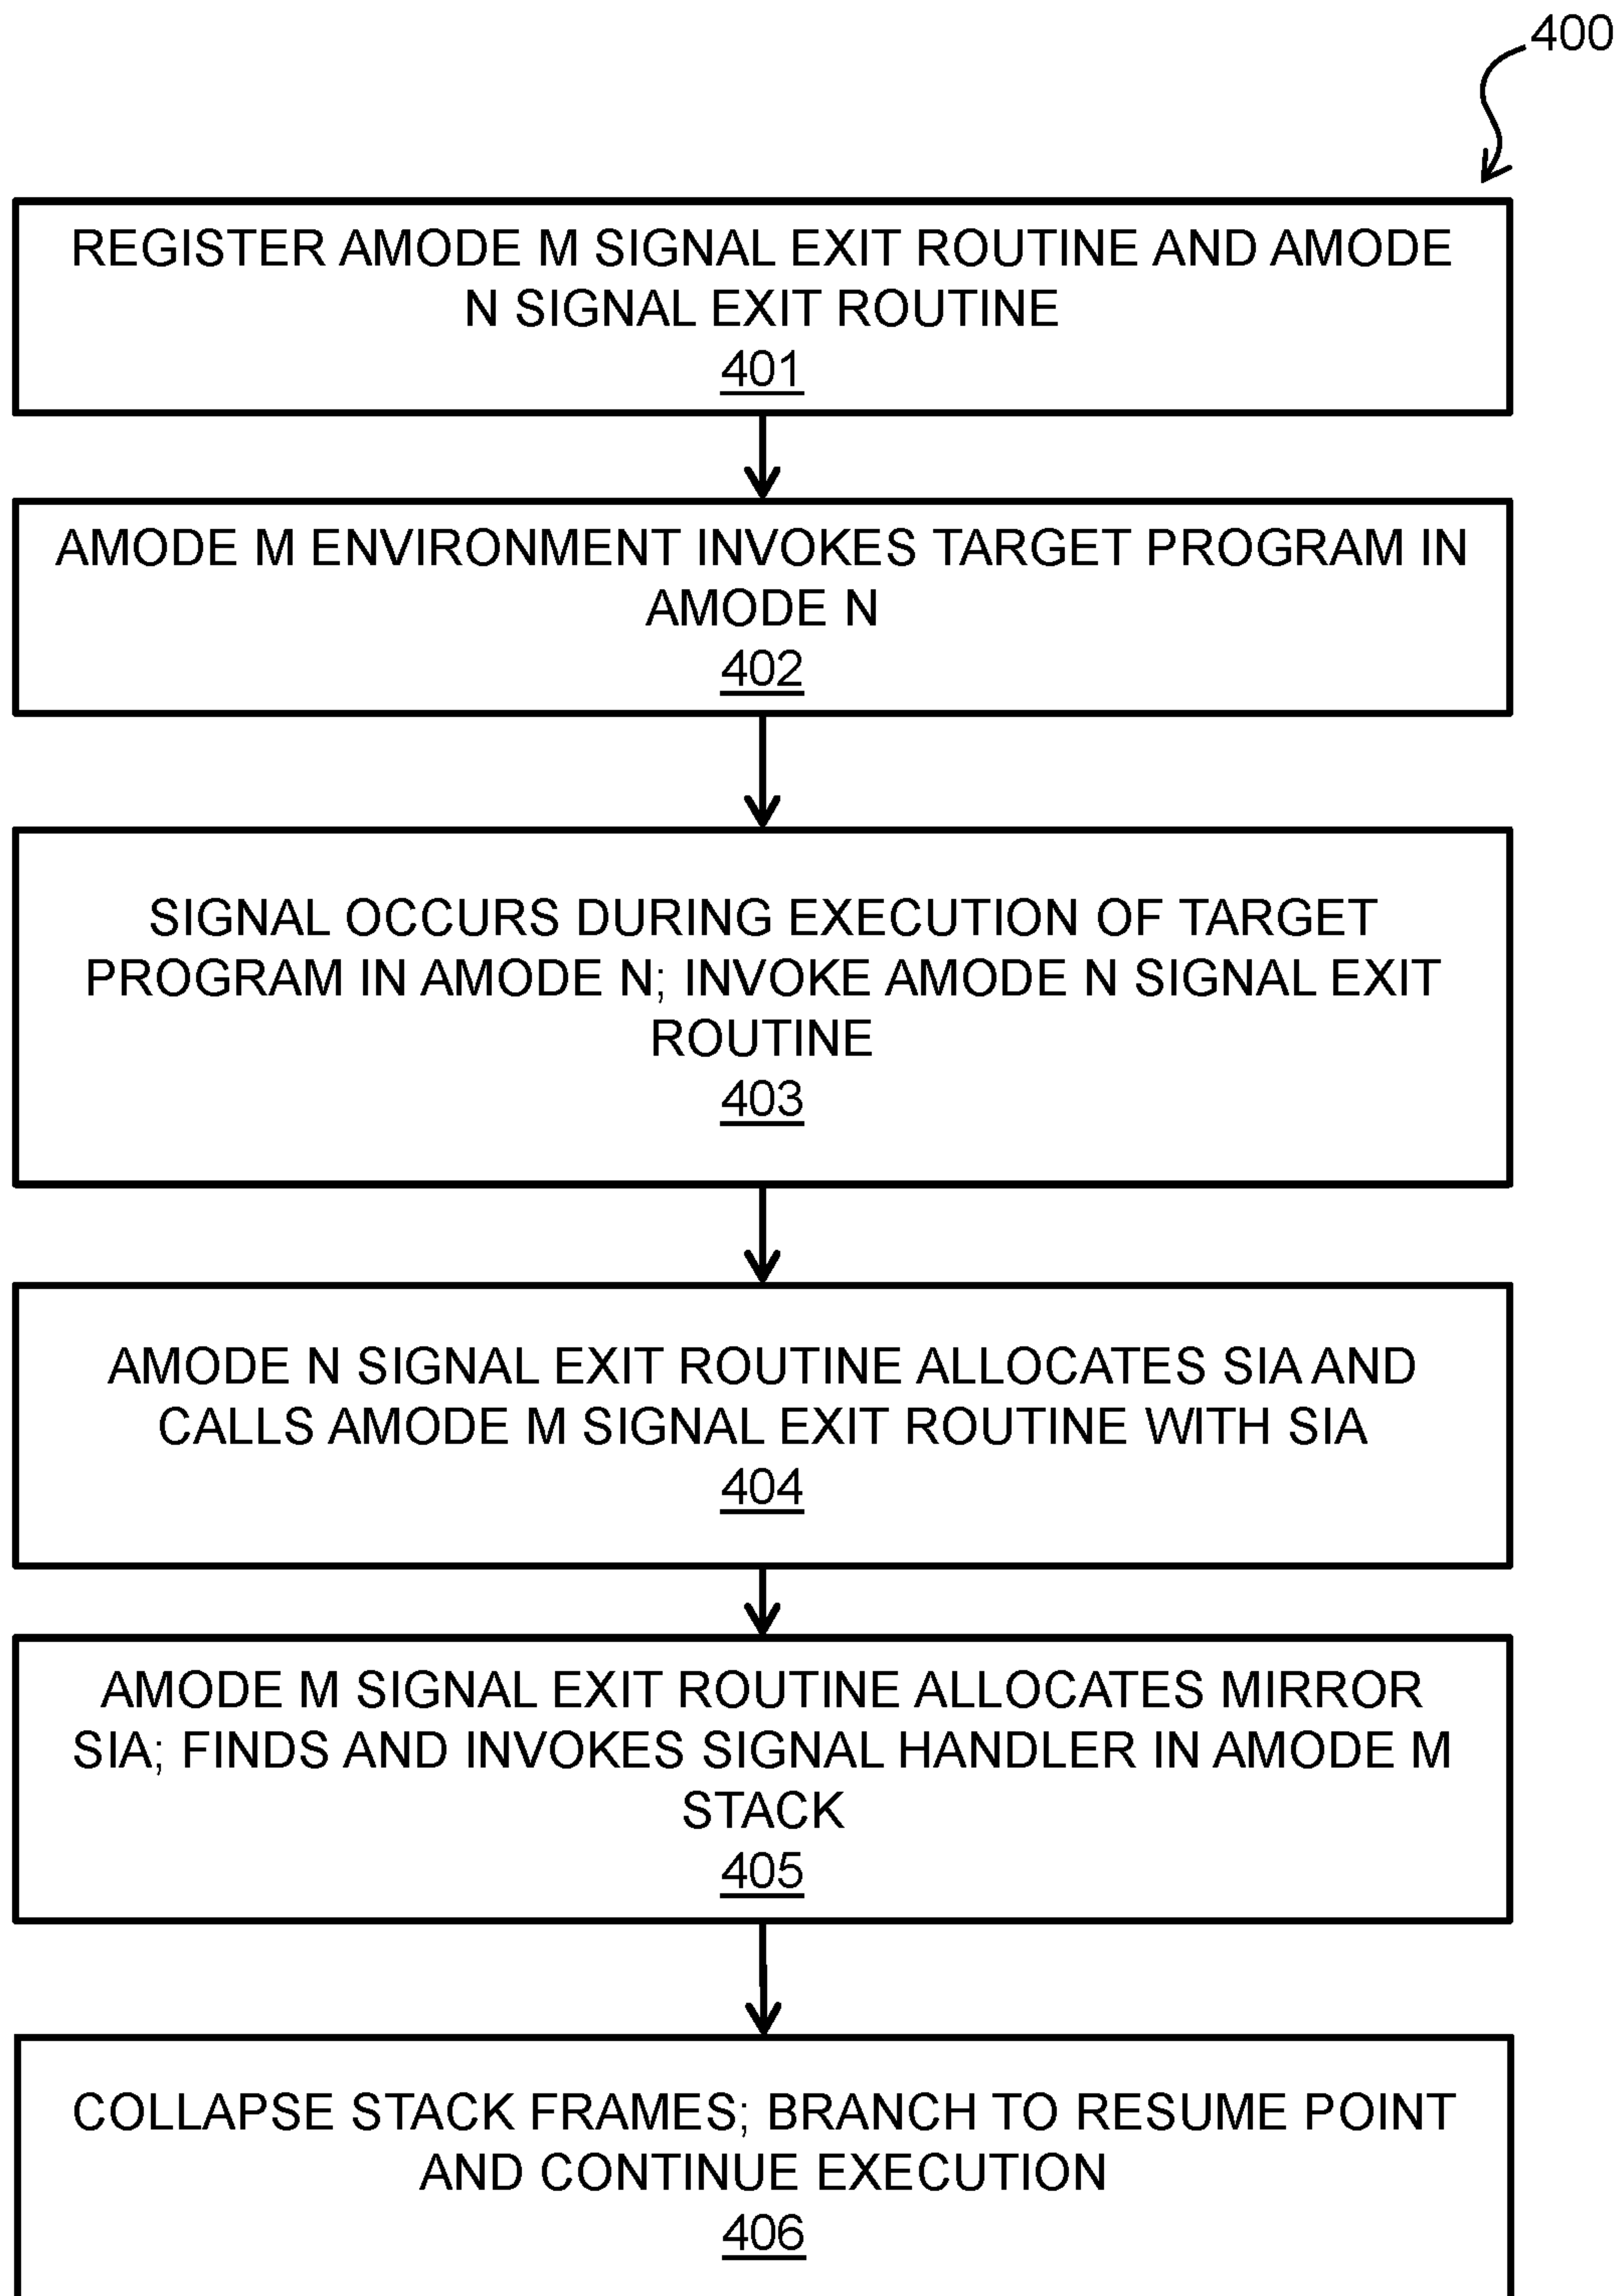 400
REGISTER AMODE M SIGNAL EXIT ROUTINE AND AMODE
N SIGNAL EXIT ROUTINE
401
AMODE M ENVIRONMENT INVOKES TARGET PROGRAM IN
AMODE N
402
SIGNAL OCCURS DURING EXECUTION OF TARGET
PROGRAM IN AMODE N; INVOKE AMODE N SIGNAL EXIT
ROUTINE
403
AMODE N SIGNAL EXIT ROUTINE ALLOCATES SIA AND
CALLS AMODE M SIGNAL EXIT ROUTINE WITH SIA
404
AMODE M SIGNAL EXIT ROUTINE ALLOCATES MIRROR
SIA; FINDS AND INVOKES SIGNAL HANDLER IN AMODE M
STACK
405
COLLAPSE STACK FRAMES; BRANCH TO RESUME POINT
AND CONTINUE EXECUTION
406